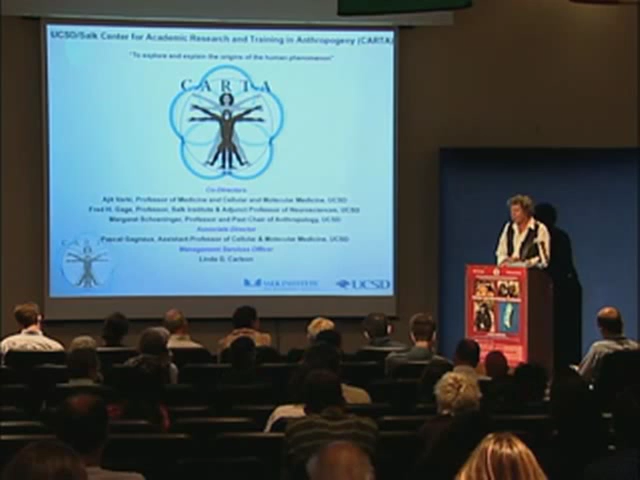 UCSD/Salk Center for Academic Research and Training in Anthropogeny (CARTA)
"To explore and explain the origins of the human phenomenon"
CARTA
Co-Directors
Ajit Varki, Professor of Medicine and Cellular and Molecular Medicine, UCSD
Fred H. Gage, Professor, Salk Institute & Adjunct Professor of Neurosciences, UCSD
Margaret Schoeninger, Professor and Past Chair of Anthropology, UCSD
Associate Director
Pascal Gagneux, Assistant Professor of Cellular & Molecular Medicine, UCSD
Management Services Officer
Linda G. Carlson
SALK INSTITUTE
UCSD